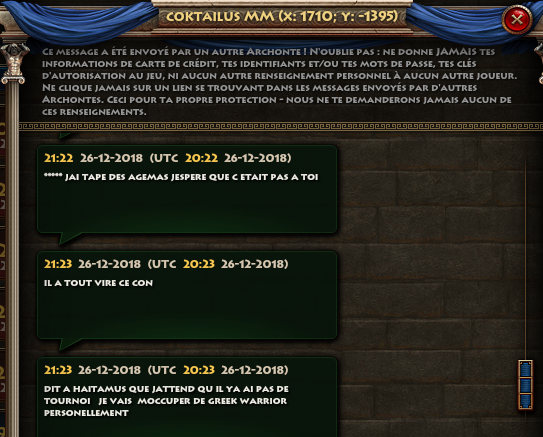 COKTAILUS MM (X: 1710; Y: -1395)
CE MESSAGE A ÉTÉ ENVOYÉ PAR UN AUTRE ARCHONTE ! N'OUBLIE PAS : NE DONNE JAMAIS TES
INFORMATIONS DE CARTE DE CRÉDIT, TES IDENTIFIANTS ET/OU TES MOTS DE PASSE, TES CLÉS
D'AUTORISATION AU JEU, NI AUCUN AUTRE RENSEIGNEMENT PERSONNEL À AUCUN AUTRE JOUEUR.
NE CLIQUE JAMAIS SUR UN LIEN SE TROUVANT DANS LES MESSAGES ENVOYÉS PAR D'AUTRES
ARCHONTES. CECI POUR TA PROPRE PROTECTION - NOUS NE TE DEMANDERONS JAMAIS AUCUN DE
CES RENSEIGNEMENTS.
21:22 26-12-2018 (UTC 20:22 26-12-2018)
***** JAI TAPE DES AGEMAS JESPERE QUE C ETAIT PAS A TOI
21:23 26-12-2018 (UTC 20:23 26-12-2018)
IL A TOUT VIRE CE CON
21:23 26-12-2018 (UTC 20:23 26-12-2018)
DIT A HAITAMUS QUE JATTEND QU IL YA AI PAS DE
TOURNOI JE VAIS MOCCUPER DE GREEK WARRIOR
PERSONELLEMENT